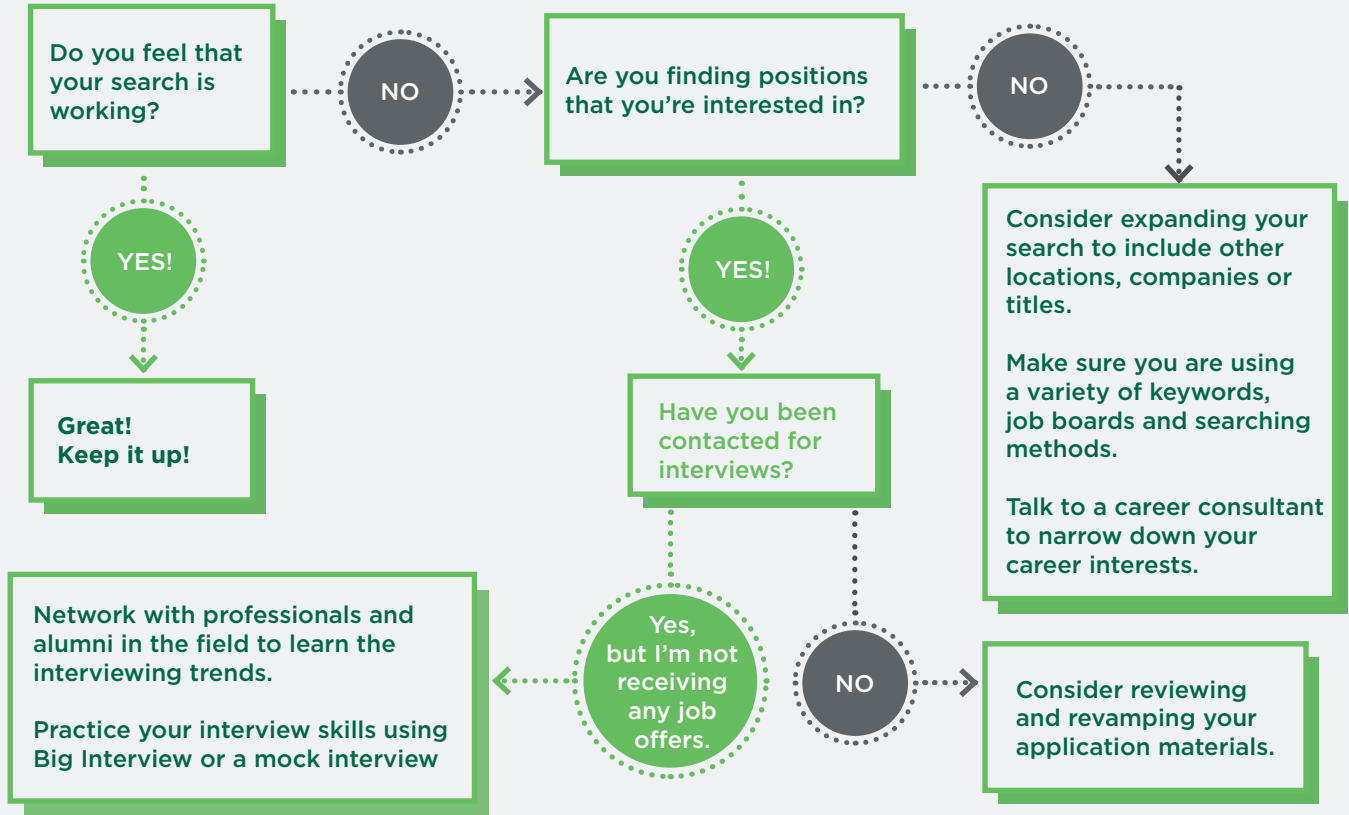 Do you feel that
your search is
working?
NO
Are you finding positions
that you're interested in?
NO
YES!
Great!
Keep it up!
YES!
Consider expanding your
search to include other
locations, companies or
titles.
Make sure you are using
a variety of keywords,
job boards and searching
methods.
Talk to a career consultant
to narrow down your
career interests.
Have you been
contacted for
interviews?
Yes,
but I'm not
receiving
any job
offers.
Network with professionals and
alumni in the field to learn the
interviewing trends.
Practice your interview skills using
Big Interview or a mock interview
NO
Consider reviewing
and revamping your
application materials.